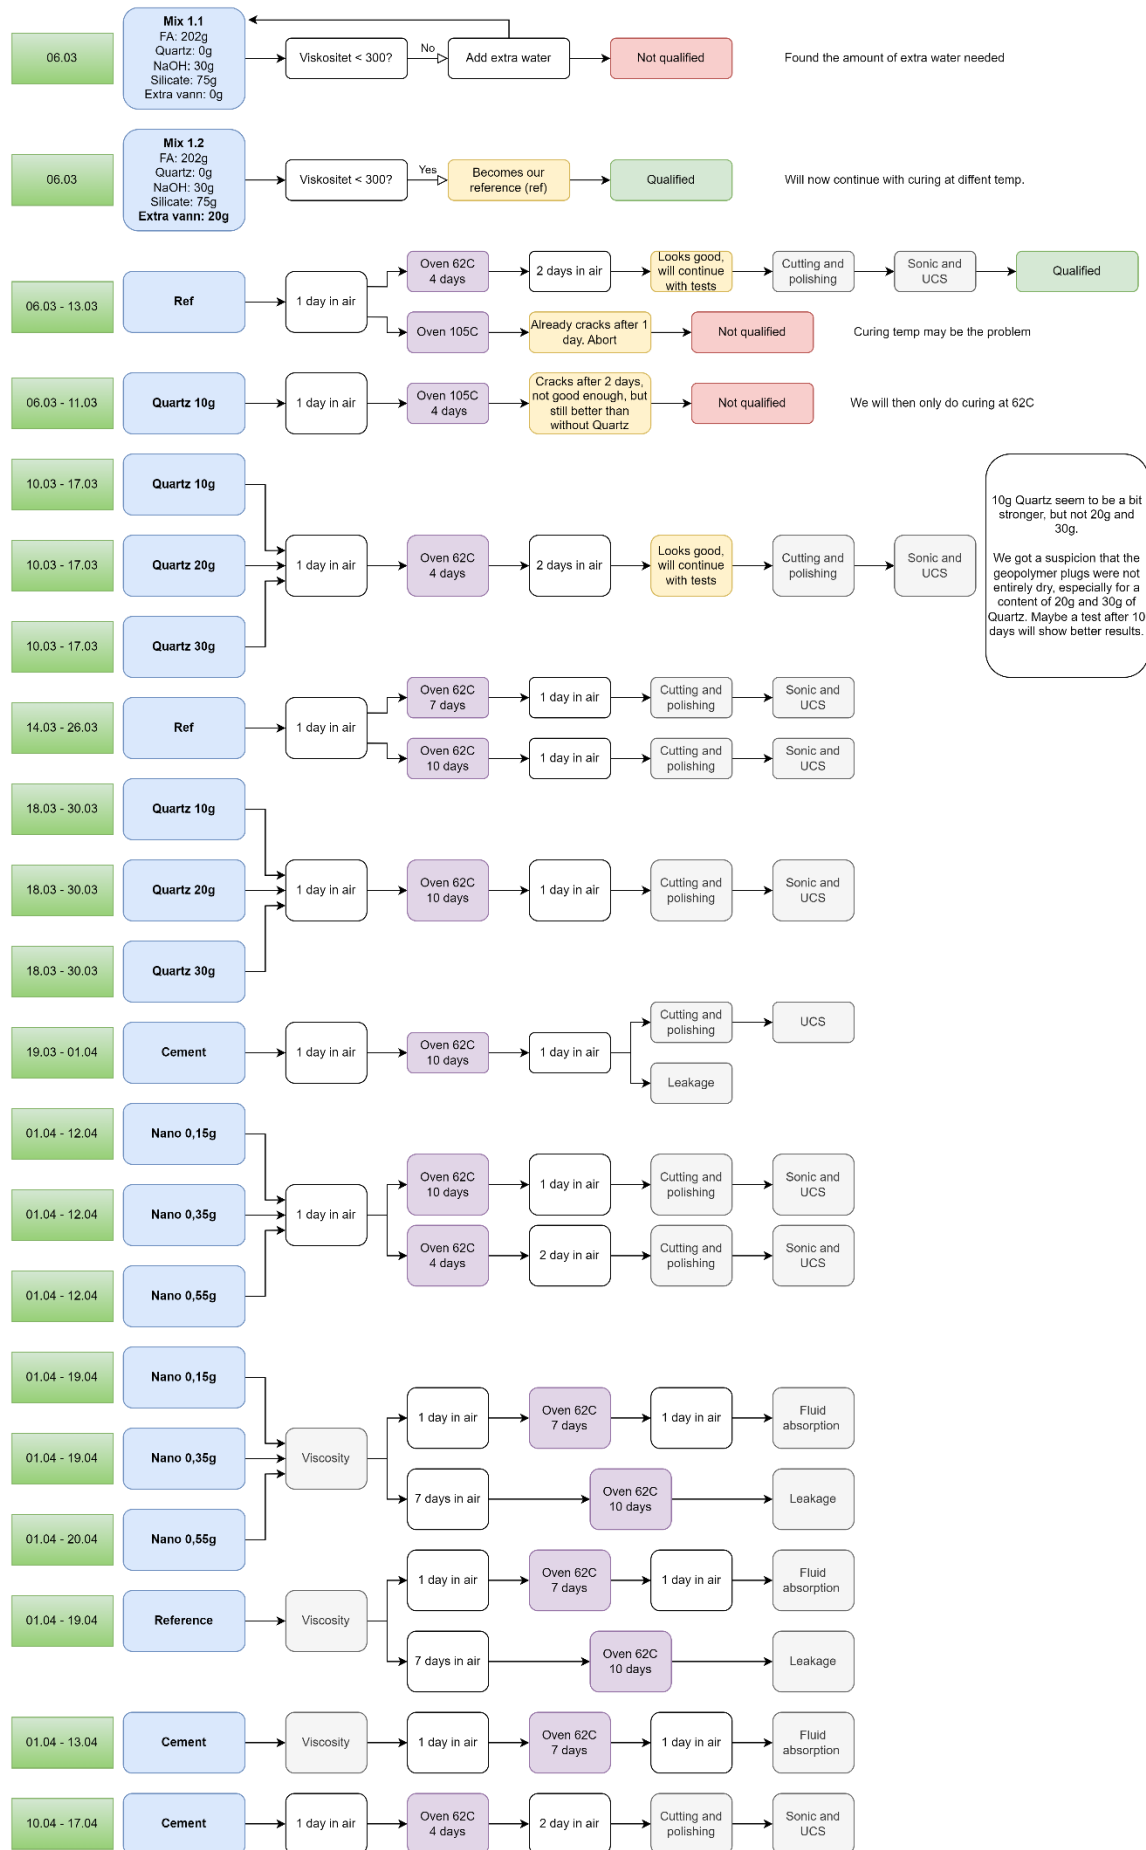 06.03
Mix 1.1
FA: 202g
Quartz: 0g
NaOH: 30g
Silicate: 75g
Extra vann: 0g
Viskositet < 300?
No
Add extra water
Not qualified
Found the amount of extra water needed
06.03
Mix 1.2
FA: 202g
Quartz: 0g
NaOH: 30g
Silicate: 75g
Extra vann: 20g
Viskositet < 300?
Yes
Becomes our
reference (ref)
Qualified
Will now continue with curing at diffent temp.
06.03 - 13.03
Ref
1 day in air
Oven 62C
4 days
2 days in air
Looks good,
will continue
with tests
Cutting and
polishing
Sonic and
UCS
Qualified
Oven 105C
Already cracks after 1
day. Abort
Not qualified
Curing temp may be the problem
06.03 - 11.03
Quartz 10g
1 day in air
Oven 105C
4 days
Cracks after 2 days,
not good enough, but
still better than
without Quartz
Not qualified
We will then only do curing at 62C
10.03 - 17.03
Quartz 10g
10.03 - 17.03
Quartz 20g
10.03 - 17.03
Quartz 30g
1 day in air
Oven 62C
4 days
2 days in air
Looks good,
will continue
with tests
Cutting and
polishing
Sonic and
UCS
10g Quartz seem to be a bit
stronger, but not 20g and
30g.
We got a suspicion that the
geopolymer plugs were not
entirely dry, especially for a
content of 20g and 30g of
Quartz. Maybe a test after 10
days will show better results.
14.03 - 26.03
Ref
1 day in air
Oven 62C
7 days
1 day in air
Cutting and
polishing
Sonic and
UCS
Oven 62C
10 days
1 day in air
Cutting and
polishing
Sonic and
UCS
18.03 - 30.03
Quartz 10g
18.03 - 30.03
Quartz 20g
18.03 - 30.03
Quartz 30g
1 day in air
Oven 62C
10 days
1 day in air
Cutting and
polishing
Sonic and
UCS
19.03 - 01.04
Cement
1 day in air
Oven 62C
10 days
1 day in air
Cutting and
polishing
UCS
Leakage
01.04 - 12.04
Nano 0,15g
01.04 - 12.04
Nano 0,35g
01.04 - 12.04
Nano 0,55g
1 day in air
Oven 62C
10 days
1 day in air
Cutting and
polishing
Sonic and
UCS
Oven 62C
4 days
2 day in air
Cutting and
polishing
Sonic and
UCS
01.04 - 19.04
Nano 0,15g
01.04 - 19.04
Nano 0,35g
01.04 - 20.04
Nano 0,55g
Viscosity
1 day in air
Oven 62C
7 days
1 day in air
Fluid
absorption
7 days in air
Oven 62C
10 days
Leakage
01.04 - 19.04
Reference
Viscosity
1 day in air
Oven 62C
7 days
1 day in air
Fluid
absorption
7 days in air
Oven 62C
10 days
Leakage
01.04 - 13.04
Cement
Viscosity
1 day in air
Oven 62C
7 days
1 day in air
Fluid
absorption
10.04 - 17.04
Cement
1 day in air
Oven 62C
4 days
2 day in air
Cutting and
polishing
Sonic and
UCS